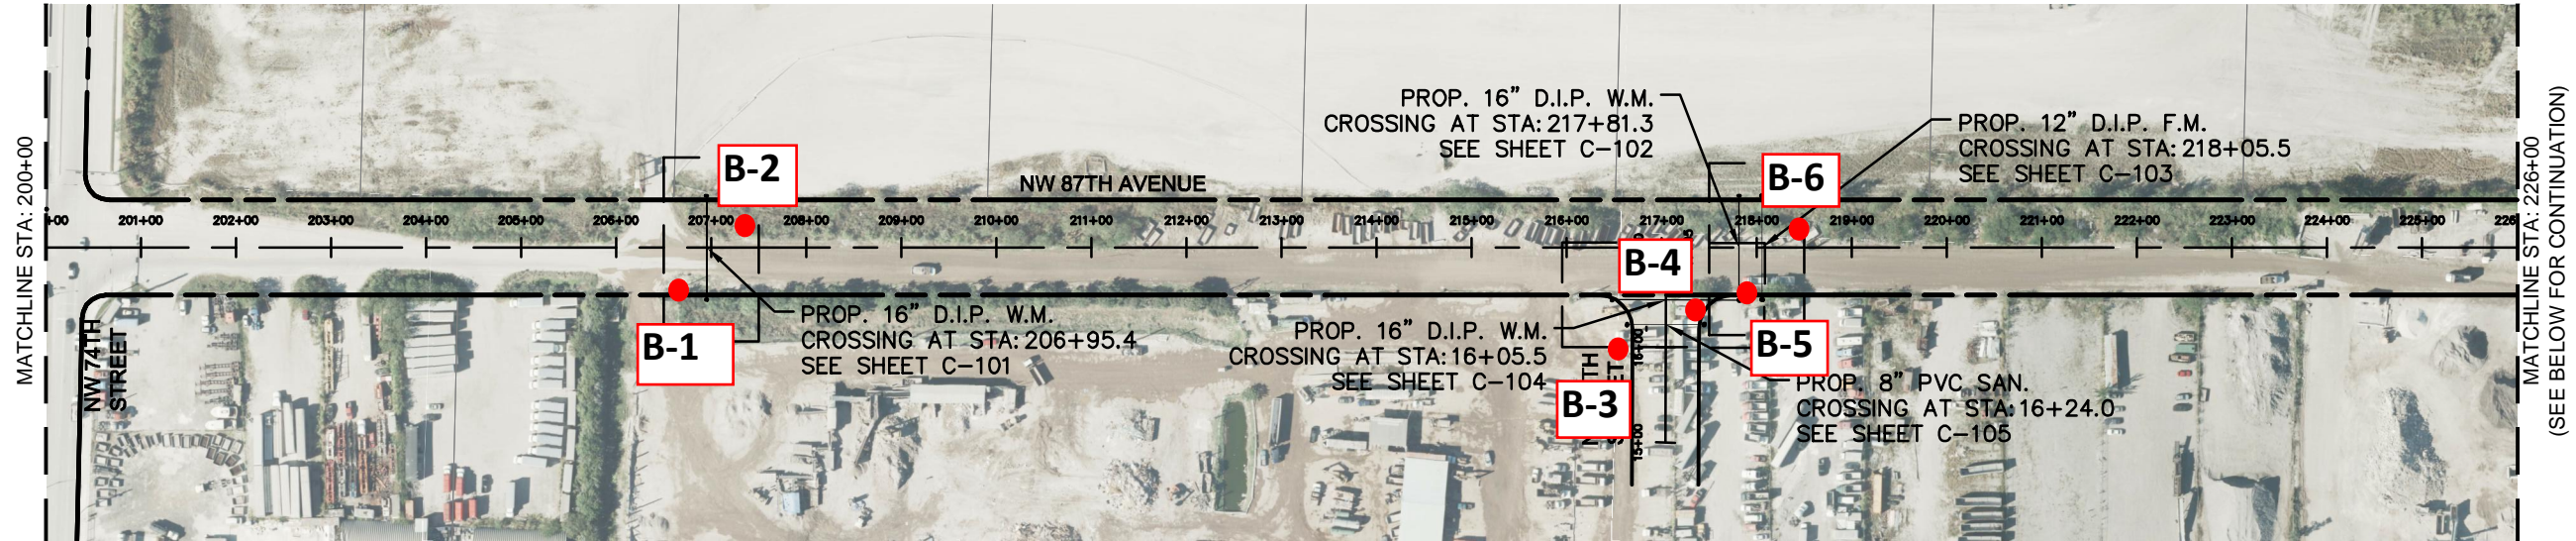 MATCHLINE STA: 200+00
PROP. 16" D.I.P. W.M.
CROSSING AT STA:217+81.3
SEE SHEET C-102
PROP. 12" D.I.P. F.M.
CROSSING AT STA:218+05.5
SEE SHEET C-103
B-2
B-6
NW 87TH AVENUE
+00 201+00 202+00 203+00 204+00 205+00 206+00 207+00 208+00 209+00 210+00 211+00 212+00 213+00 214+00 215+00 216+00 217+00 218+00 219+00 220+00 221+00 222+00 223+00 224+00 225+00 226
B-4
B-1
PROP. 16" D.I.P. W.M.
CROSSING AT STA:206+95.4
SEE SHEET C-101
PROP. 16" D.I.P. W.M.
CROSSING AT STA:16+05.5
SEE SHEET C-104
B-5
B-3
PROP. 8" PVC SAN.
CROSSING AT STA:16+24.0
SEE SHEET C-105
NW 74TH
STREET
16+00
15+00
MATCHLINE STA: 226+00
(SEE BELOW FOR CONTINUATION)